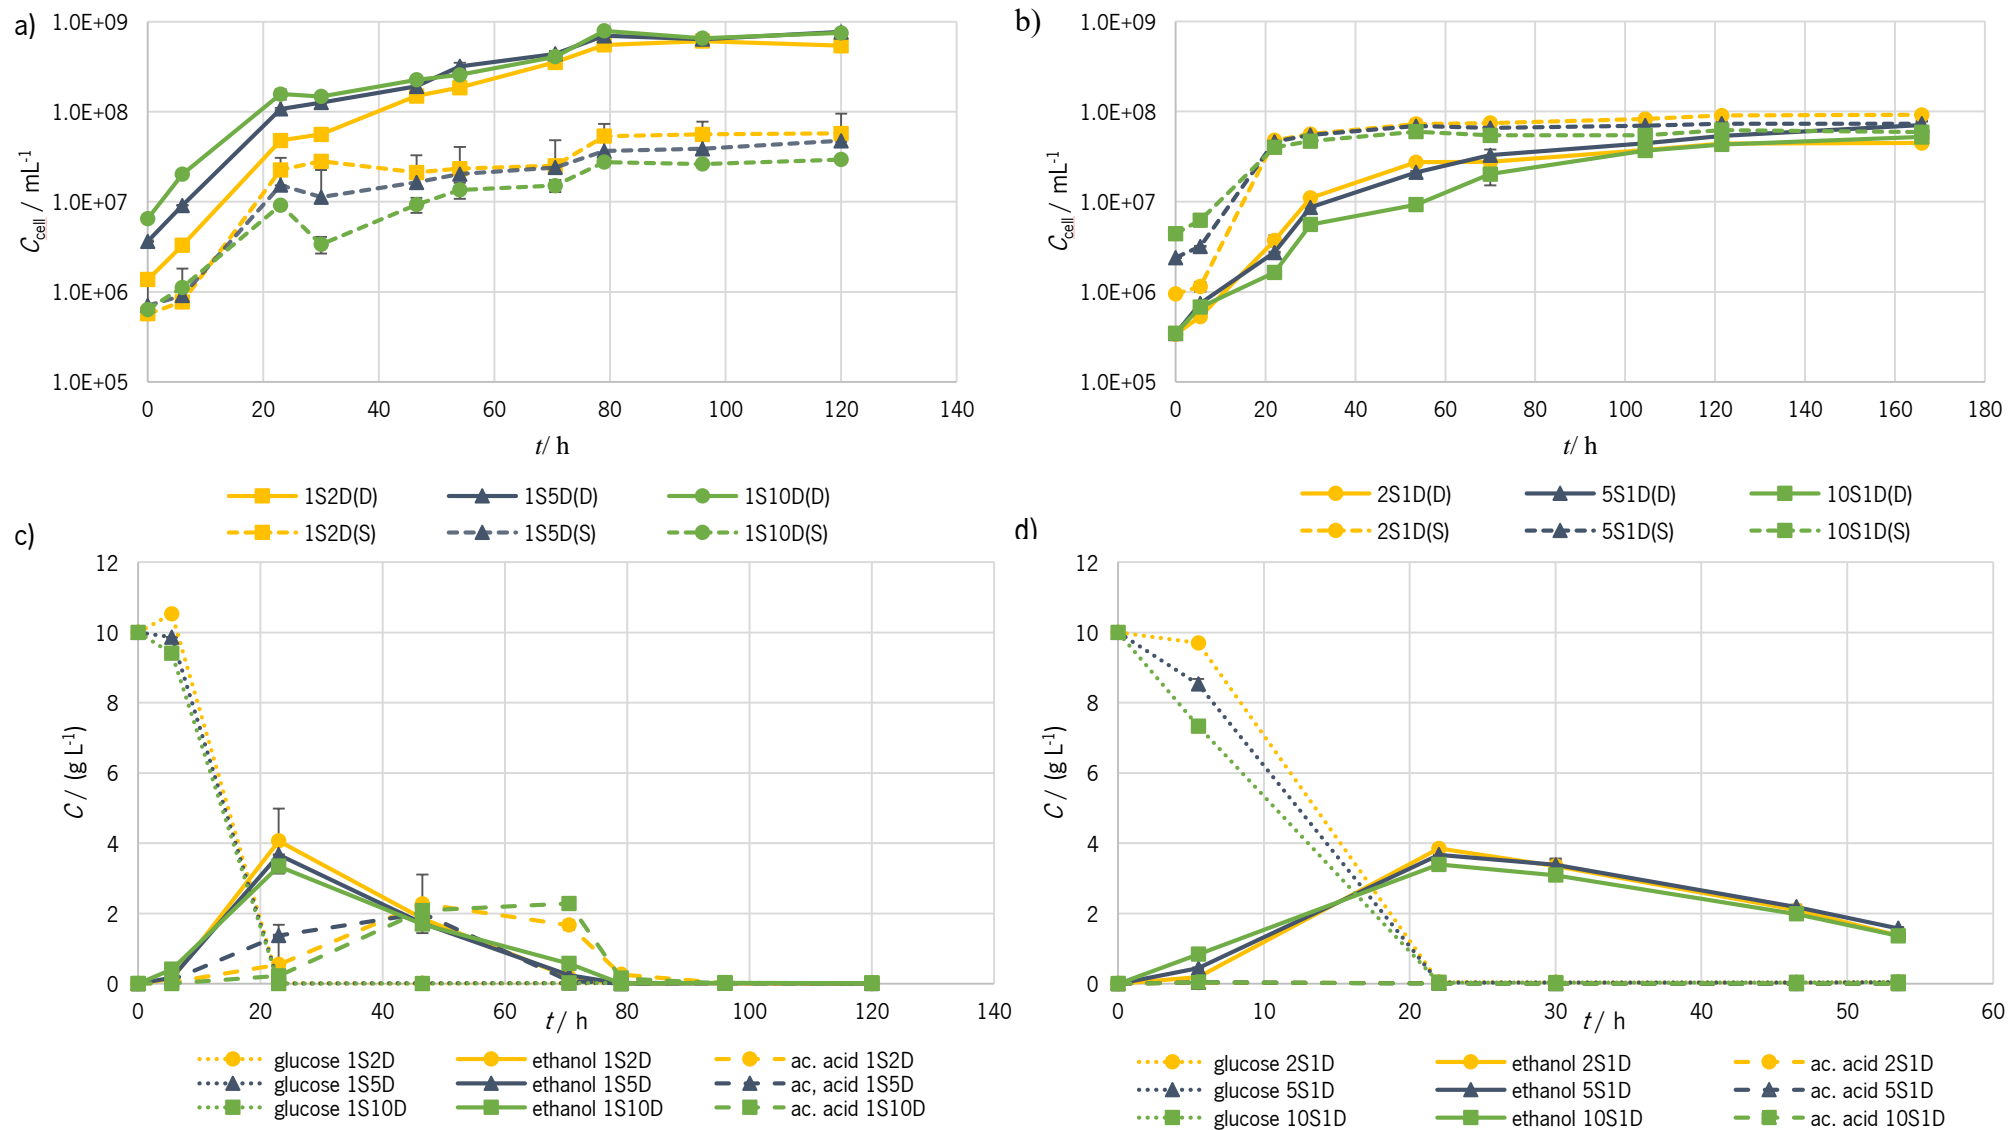 a)
1.0E+09
1.0E+08
1.0E+07
1.0E+06
1.0E+05
C_cell / mL^-1
0 20 40 60 80 100 120 140
t/ h
1S2D(D) 1S5D(D) 1S10D(D)
1S2D(S) 1S5D(S) 1S10D(S)
b)
1.0E+09
1.0E+08
1.0E+07
1.0E+06
1.0E+05
C_cell / mL^-1
0 20 40 60 80 100 120 140 160 180
t/ h
2S1D(D) 5S1D(D) 10S1D(D)
2S1D(S) 5S1D(S) 10S1D(S)
c)
12
10
8
6
4
2
0
C / (g L^-1)
0 20 40 60 80 100 120 140
t / h
glucose 1S2D ethanol 1S2D ac. acid 1S2D
glucose 1S5D ethanol 1S5D ac, acid 1S5D
glucose 1S10D ethanol 1S10D ac. acid 1S10D
d)
12
10
8
6
4
2
0
C / (g L^-1)
0 10 20 30 40 50 60
t / h
glucose 2S1D ethanol 2S1D ac. acid 2S1D
glucose 5S1D ethanol 5S1D ac. acid 5S1D
glucose 10S1D ethanol 10S1D ac. acid 10S1D